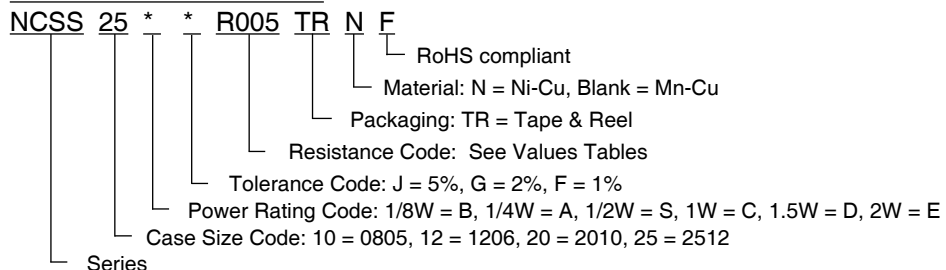 NCSS 25 * * R005 TR N F
RoHS compliant
Material: N = Ni-Cu, Blank = Mn-Cu
Packaging: TR = Tape & Reel
Resistance Code: See Values Tables
Tolerance Code: J = 5%, G = 2%, F = 1%
Power Rating Code: 1/8W = B, 1/4W = A, 1/2W = S, 1W = C, 1.5W = D, 2W = E
Case Size Code: 10 = 0805, 12 = 1206, 20 = 2010, 25 = 2512
Series